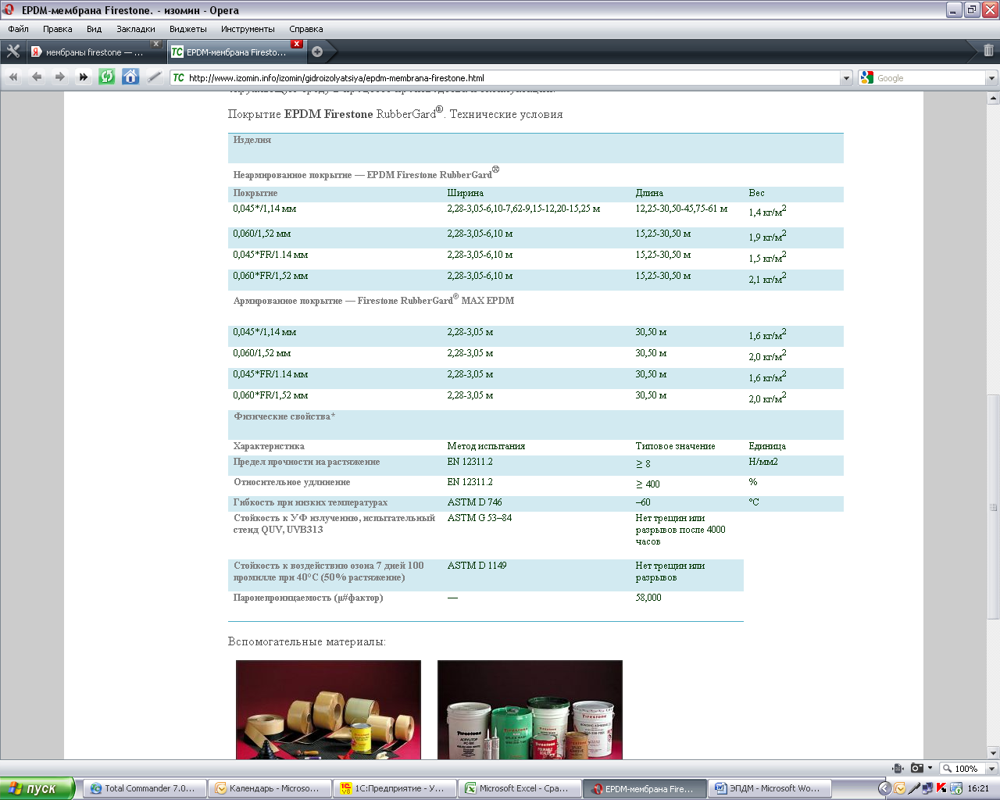 EPDM-мембрана Firestone. - изомин - Opera
Файл Правка Вид Закладки Виджеты Инструменты Справка
мембраны firestone — ... EPDM-мембрана Firesto...
http://www.izomin.info/izomin/gidroizolyatsiya/epdm-membrana-firestone.html Google
Покрытие EPDM Firestone RubberGard®. Технические условия
Изделия
Неармированное покрытие — EPDM Firestone RubberGard®
Покрытие Ширина Длина Вес
0,045*/1,14 мм 2,28-3,05-6,10-7,62-9,15-12,20-15,25 м 12,25-30,50-45,75-61 м 1,4 кг/м2
0,060/1,52 мм 2,28-3,05-6,10 м 15,25-30,50 м 1,9 кг/м2
0,045*FR/1.14 мм 2,28-3,05-6,10 м 15,25-30,50 м 1,5 кг/м2
0,060*FR/1,52 мм 2,28-3,05-6,10 м 15,25-30,50 м 2,1 кг/м2
Армированное покрытие — Firestone RubberGard® MAX EPDM
0,045*/1,14 мм 2,28-3,05 м 30,50 м 1,6 кг/м2
0,060/1,52 мм 2,28-3,05 м 30,50 м 2,0 кг/м2
0,045*FR/1.14 мм 2,28-3,05 м 30,50 м 1,6 кг/м2
0,060*FR/1,52 мм 2,28-3,05 м 30,50 м 2,0 кг/м2
Физические свойства*
Характеристика Метод испытания Типовое значение Единица
Предел прочности на растяжение EN 12311.2 ≥ 8 Н/мм2
Относительное удлинение EN 12311.2 ≥ 400 %
Гибкость при низких температурах ASTM D 746 –60 °C
Стойкость к УФ излучению, испытательный ASTM G 53–84 Нет трещин или
стенд QUV, UVB313 разрывов после 4000
часов
Стойкость к воздействию озона 7 дней 100 ASTM D 1149 Нет трещин или
промилле при 40°C (50% растяжение) разрывов
Паронепроницаемость (µ#фактор) — 58,000
Вспомогательные материалы:
Firestone
ACRYLITOP
PC-100
Firestone
SPLICE WASH
Firestone
Firestone
BONDING ADHESIVE
100%
пуск Total Commander 7.0... Календарь - Microso... 1С:Предприятие - У... Microsoft Excel - Сра... EPDM-мембрана Fire... ЭПДМ - Microsoft Wo... 16:21